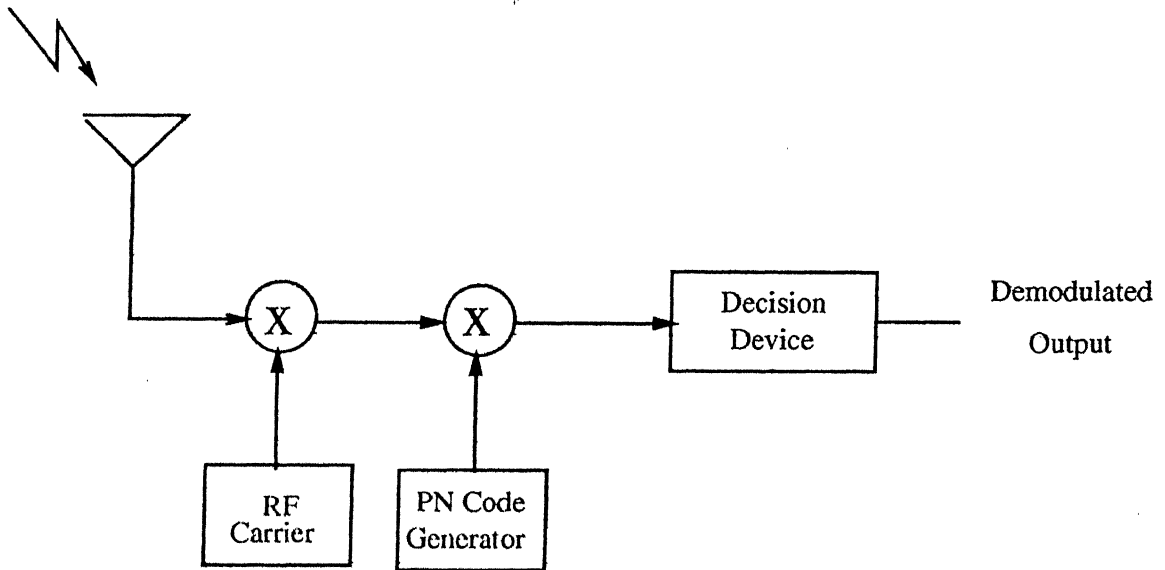 X
X
Decision
Device
Demodulated
Output
RF
Carrier
PN Code
Generator